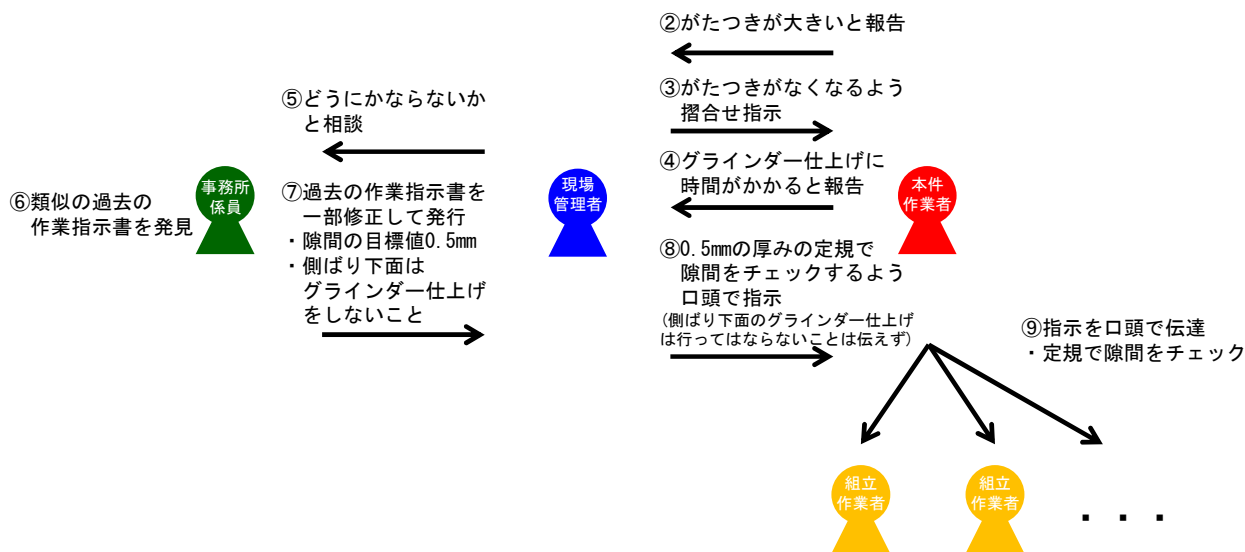 ②がたつきが大きいと報告
③がたつきがなくなるよう
摺合せ指示
⑤どうにかならないか
と相談
④グラインダー仕上げに
時間がかかると報告
⑥類似の過去の
作業指示書を発見
事務所
係員
⑦過去の作業指示書を
一部修正して発行
・隙間の目標値0.5mm
・側ばり下面は
グラインダー仕上げ
をしないこと
現場
管理者
本件
作業者
⑧0.5mmの厚みの定規で
隙間をチェックするよう
口頭で指示
(側ばり下面のグラインダー仕上げ
は行ってはならないことは伝えず)
⑨指示を口頭で伝達
・定規で隙間をチェック
組立
作業者
組立
作業者
・・・